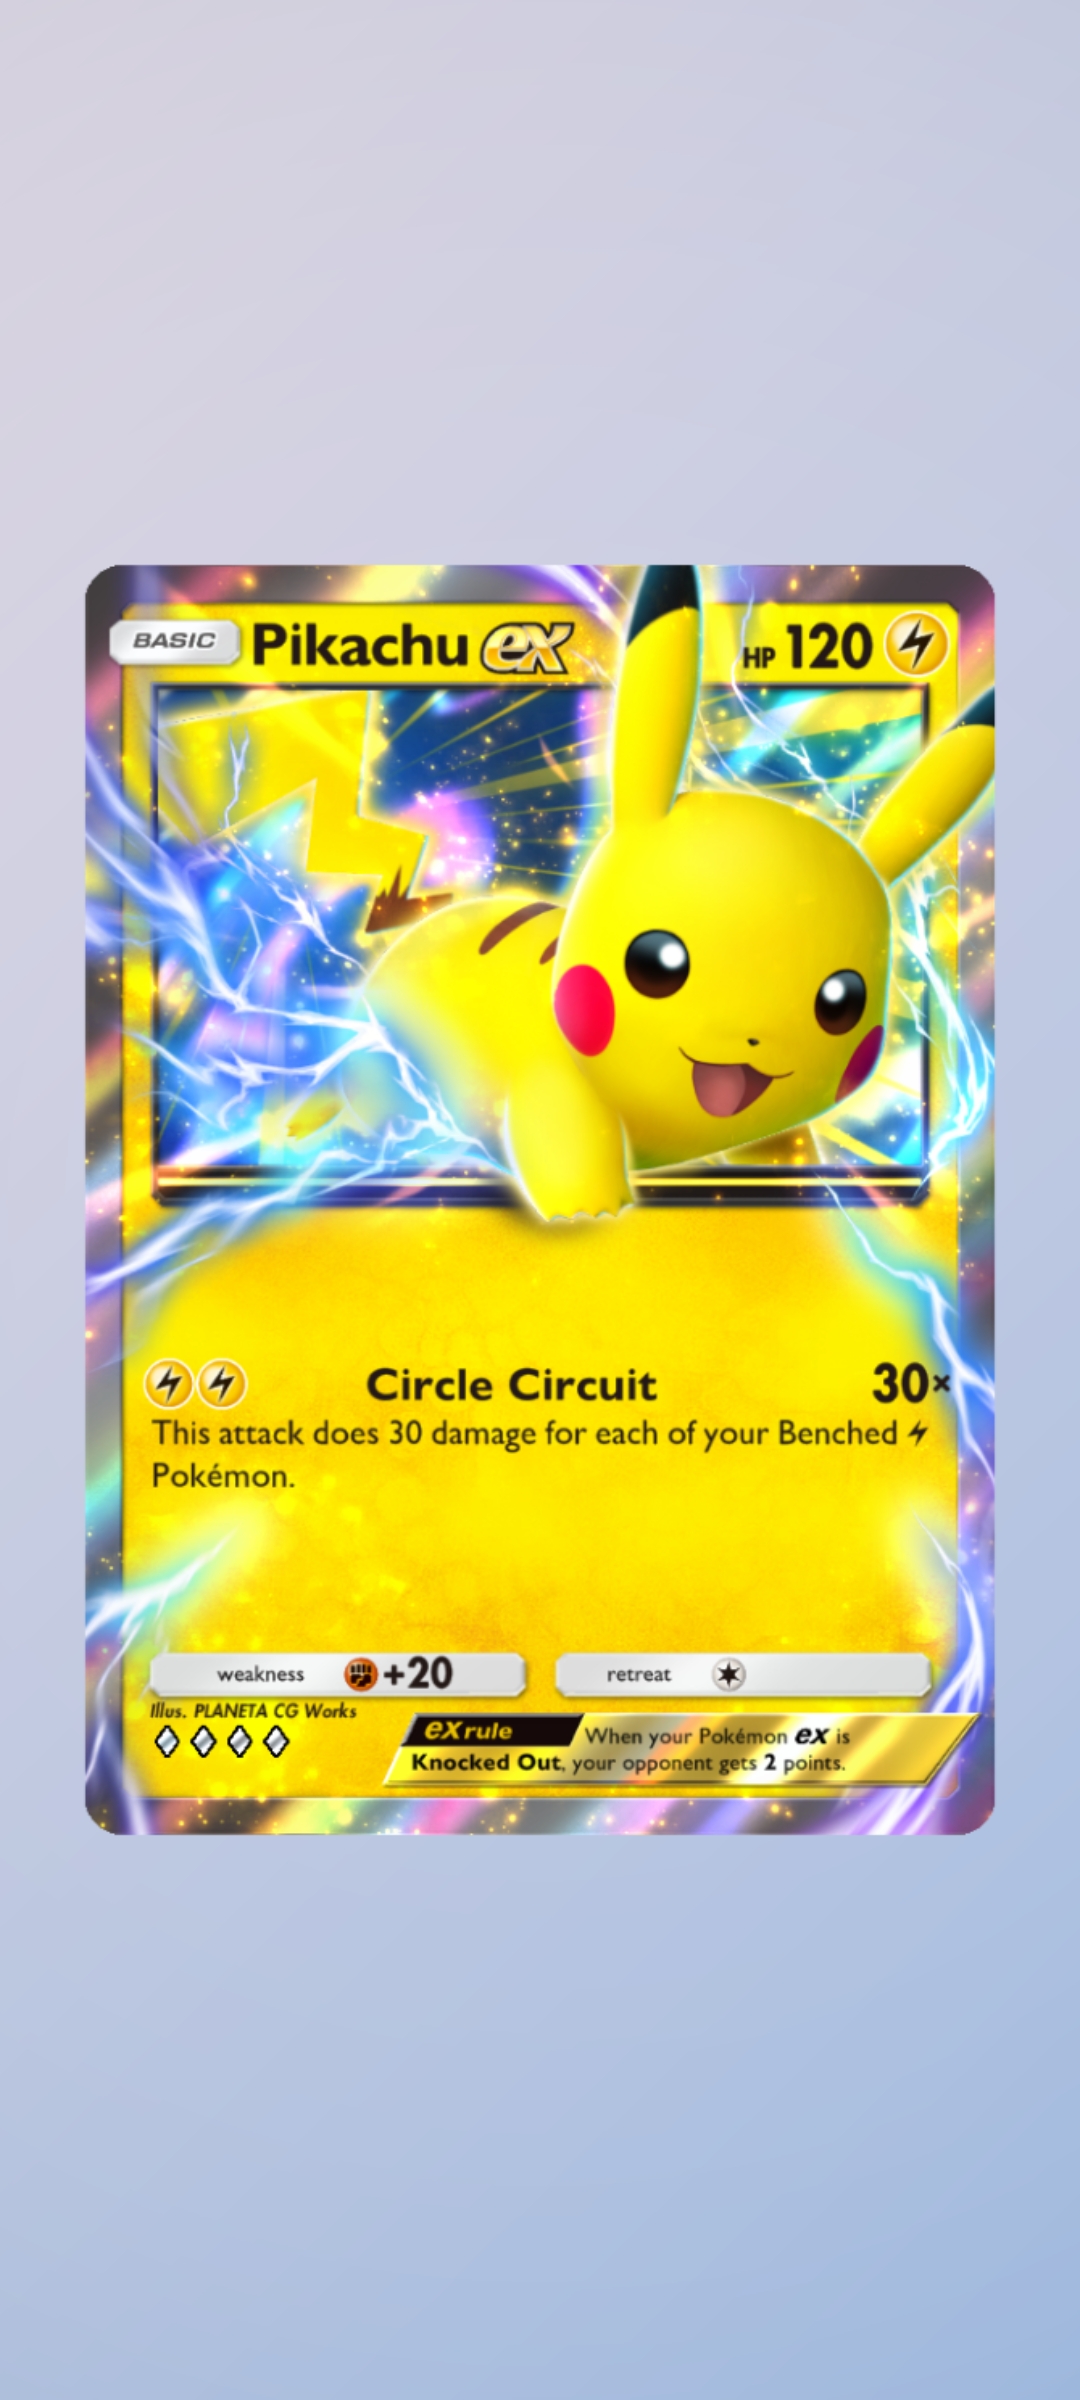 BASIC Pikachu ex HP 120
Circle Circuit 30×
This attack does 30 damage for each of your Benched
Pokémon.
weakness +20 retreat
Illus. PLANETA CG Works
ex rule When your Pokémon ex is
Knocked Out, your opponent gets 2 points.